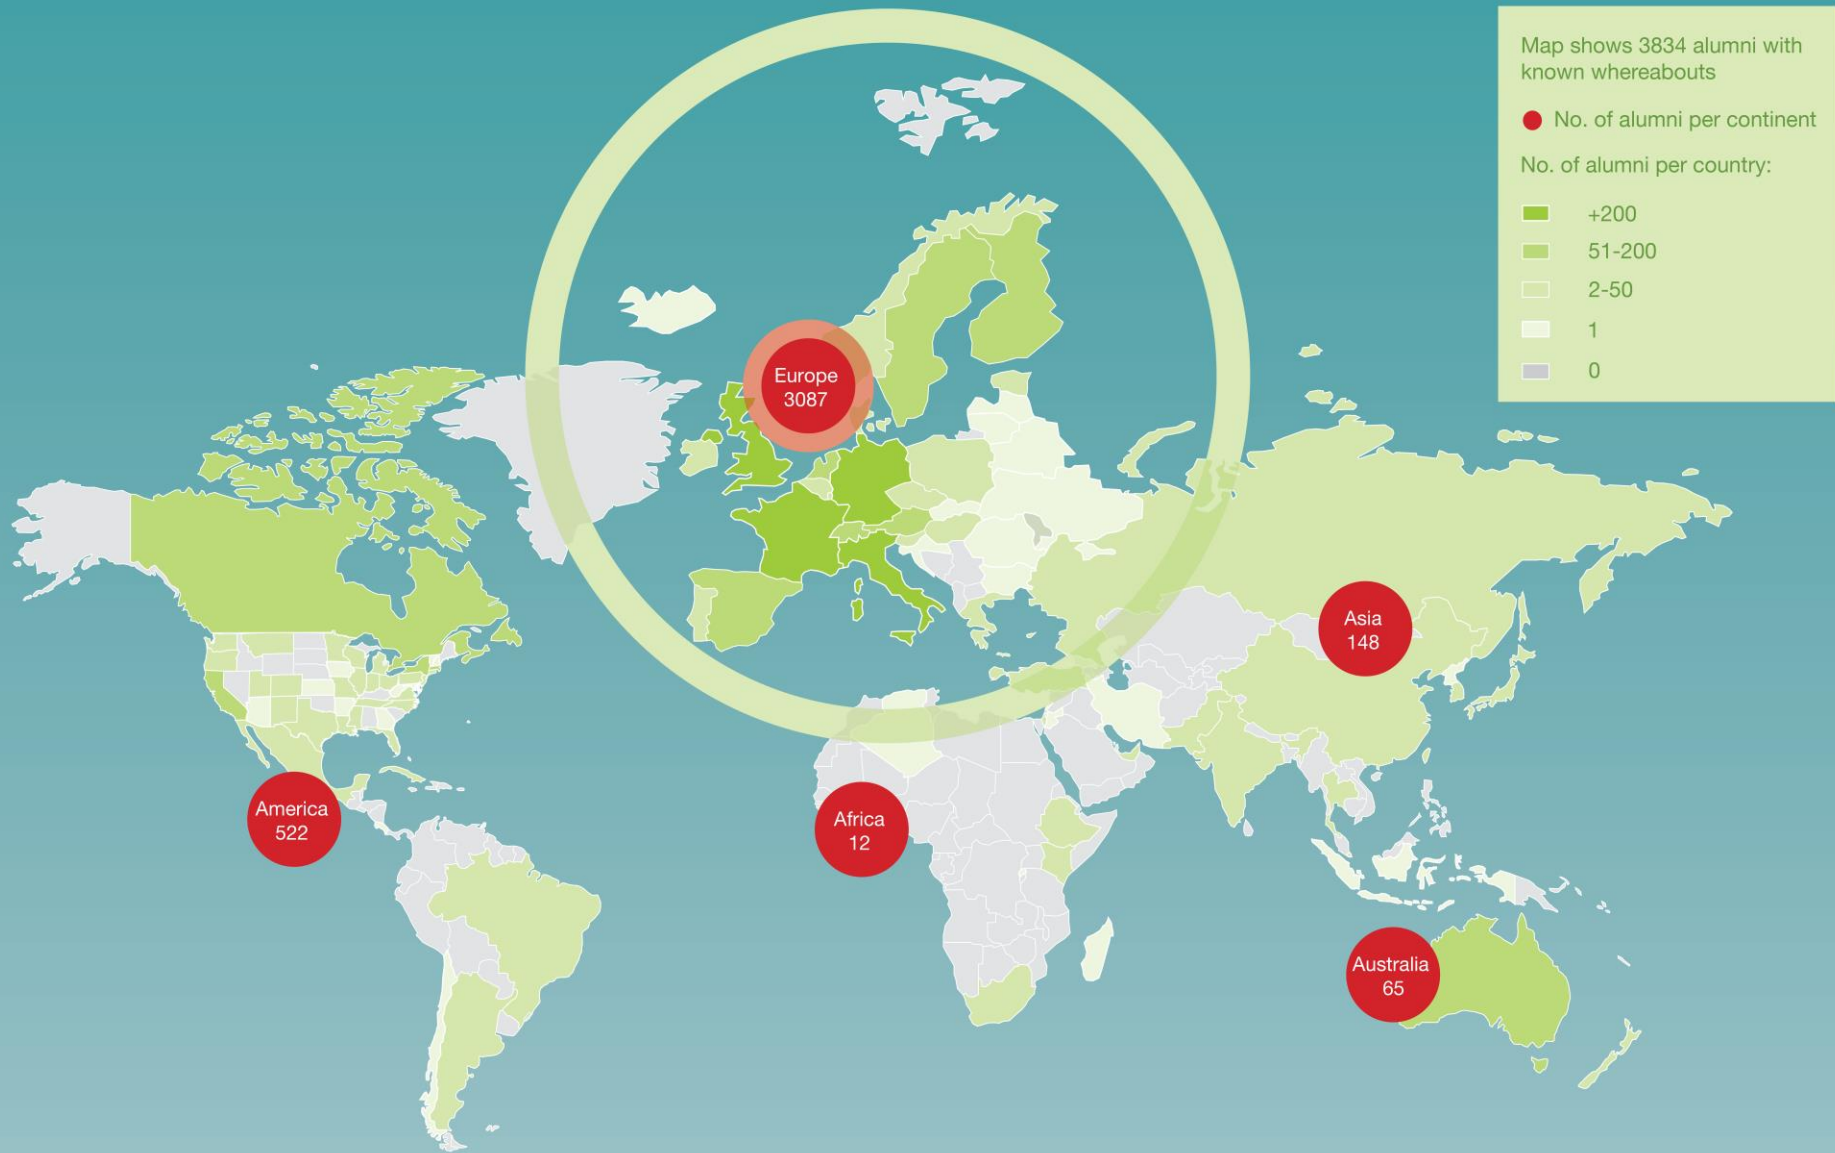 Map shows 3834 alumni with
known whereabouts
No. of alumni per continent
No. of alumni per country:
+200
51-200
2-50
1
0
Europe
3087
Asia
148
America
522
Africa
12
Australia
65